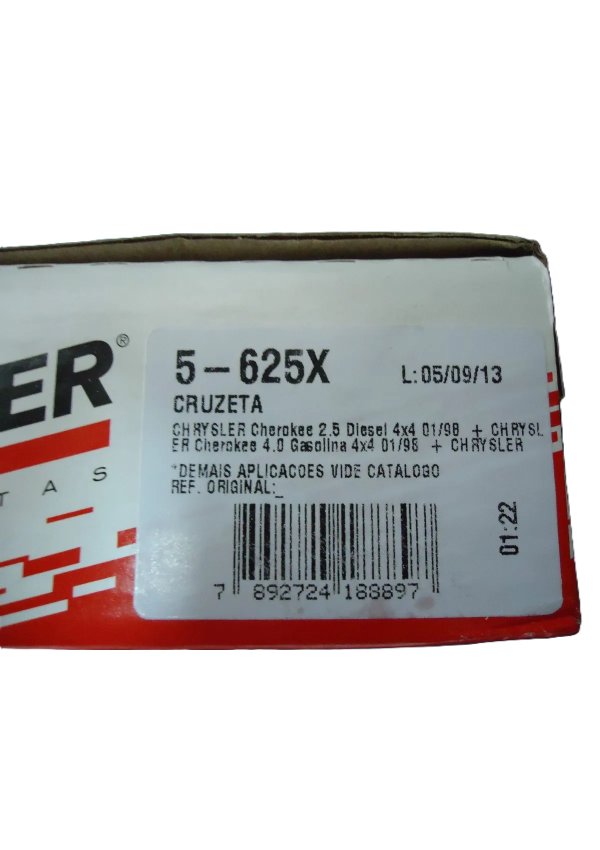 ER®
TAS
5-625X L:05/09/13
CRUZETA
CHRYSLER Cherokee 2.5 Diesel 4x4 01/98 + CHRYSL
ER Cherokee 4.0 Gasolina 4x4 01/98 + CHRYSLER
*DEMAIS APLICACOES VIDE CATALOGO
REF. ORIGINAL:_
01:22
7 892724 188897